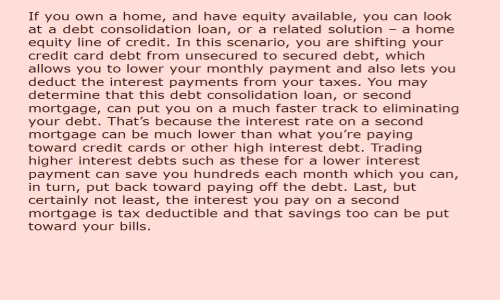 If you own a home, and have equity available, you can look
at a debt consolidation loan, or a related solution – a home
equity line of credit. In this scenario, you are shifting your
credit card debt from unsecured to secured debt, which
allows you to lower your monthly payment and also lets you
deduct the interest payments from your taxes. You may
determine that this debt consolidation loan, or second
mortgage, can put you on a much faster track to eliminating
your debt. That’s because the interest rate on a second
mortgage can be much lower than what you’re paying
toward credit cards or other high interest debt. Trading
higher interest debts such as these for a lower interest
payment can save you hundreds each month which you can,
in turn, put back toward paying off the debt. Last, but
certainly not least, the interest you pay on a second
mortgage is tax deductible and that savings too can be put
toward your bills.